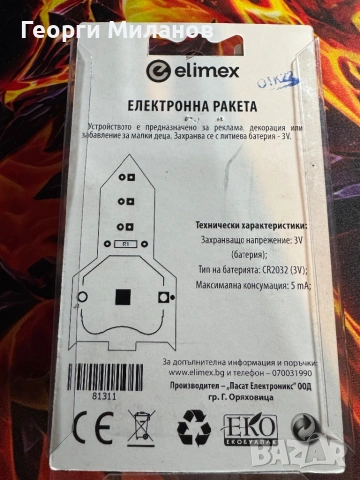 Георги Миланов
elimex
ЕЛЕКТРОННА РАКЕТА
Устройството е предназначено за реклама, декорация или
забавление за малки деца. Захранва се с литиева батерия - 3V.
R1
Технически характеристики:
Захранващо напрежение: 3V
(батерия);
Тип на батерията: CR2032 (3V);
Максимална консумация: 5 mA;
За допълнителна информация и поръчки:
www.elimex.bg и телефон – 070031990
Производител – „Пасат Електроникс" ООД
гр. Г. Оряховица
81311
CE
ЕКО
ЕКОБУЛПАК
BAZAR